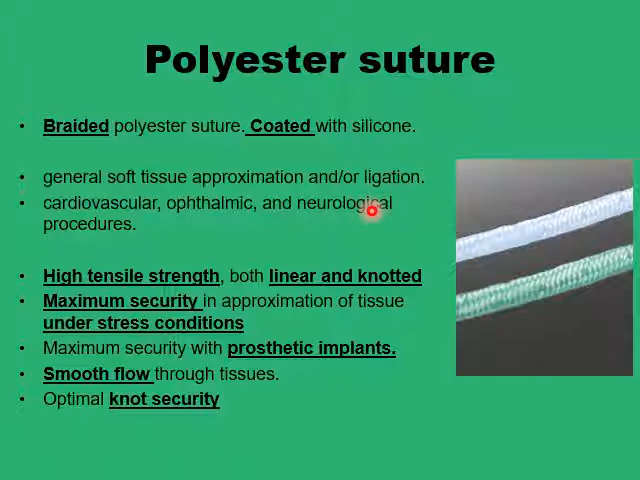 Polyester suture
• Braided polyester suture. Coated with silicone.
• general soft tissue approximation and/or ligation.
• cardiovascular, ophthalmic, and neurological
procedures.
• High tensile strength, both linear and knotted
• Maximum security in approximation of tissue
under stress conditions
• Maximum security with prosthetic implants.
• Smooth flow through tissues.
• Optimal knot security